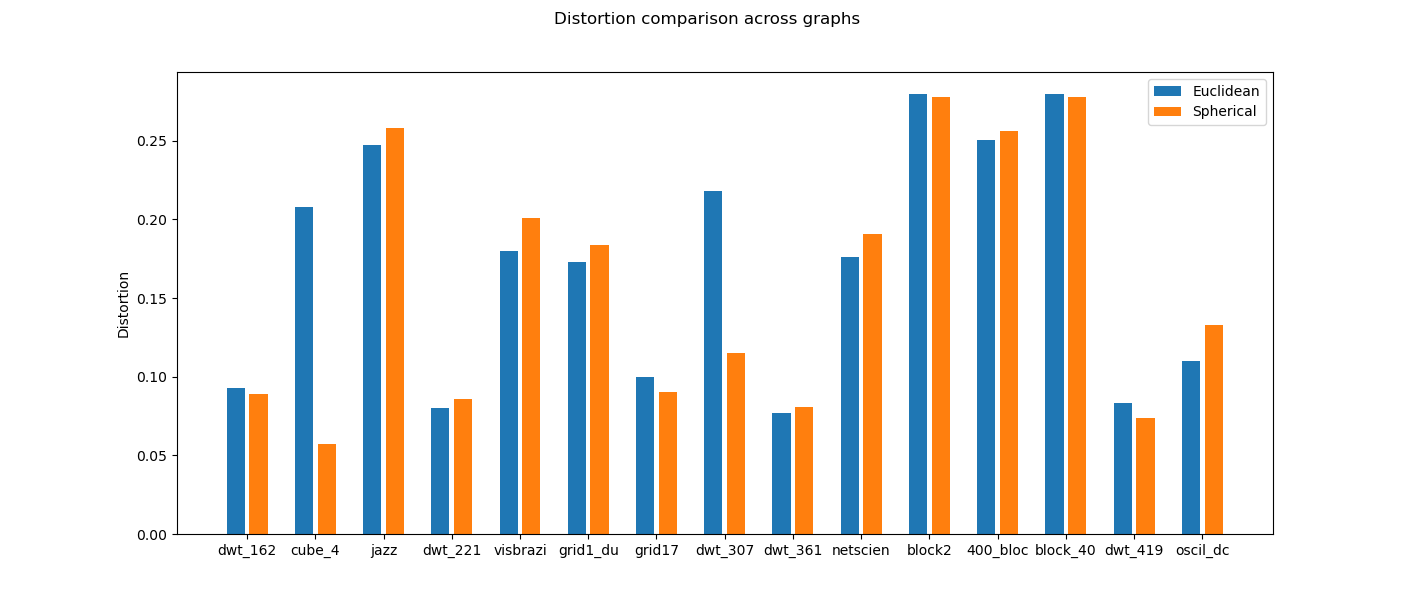 Distortion comparison across graphs
Euclidean
Spherical
Distortion
0.25
0.20
0.15
0.10
0.05
0.00
dwt_162 cube_4 jazz dwt_221 visbrazi grid1_du grid17 dwt_307 dwt_361 netscien block2 400_bloc block_40 dwt_419 oscil_dc